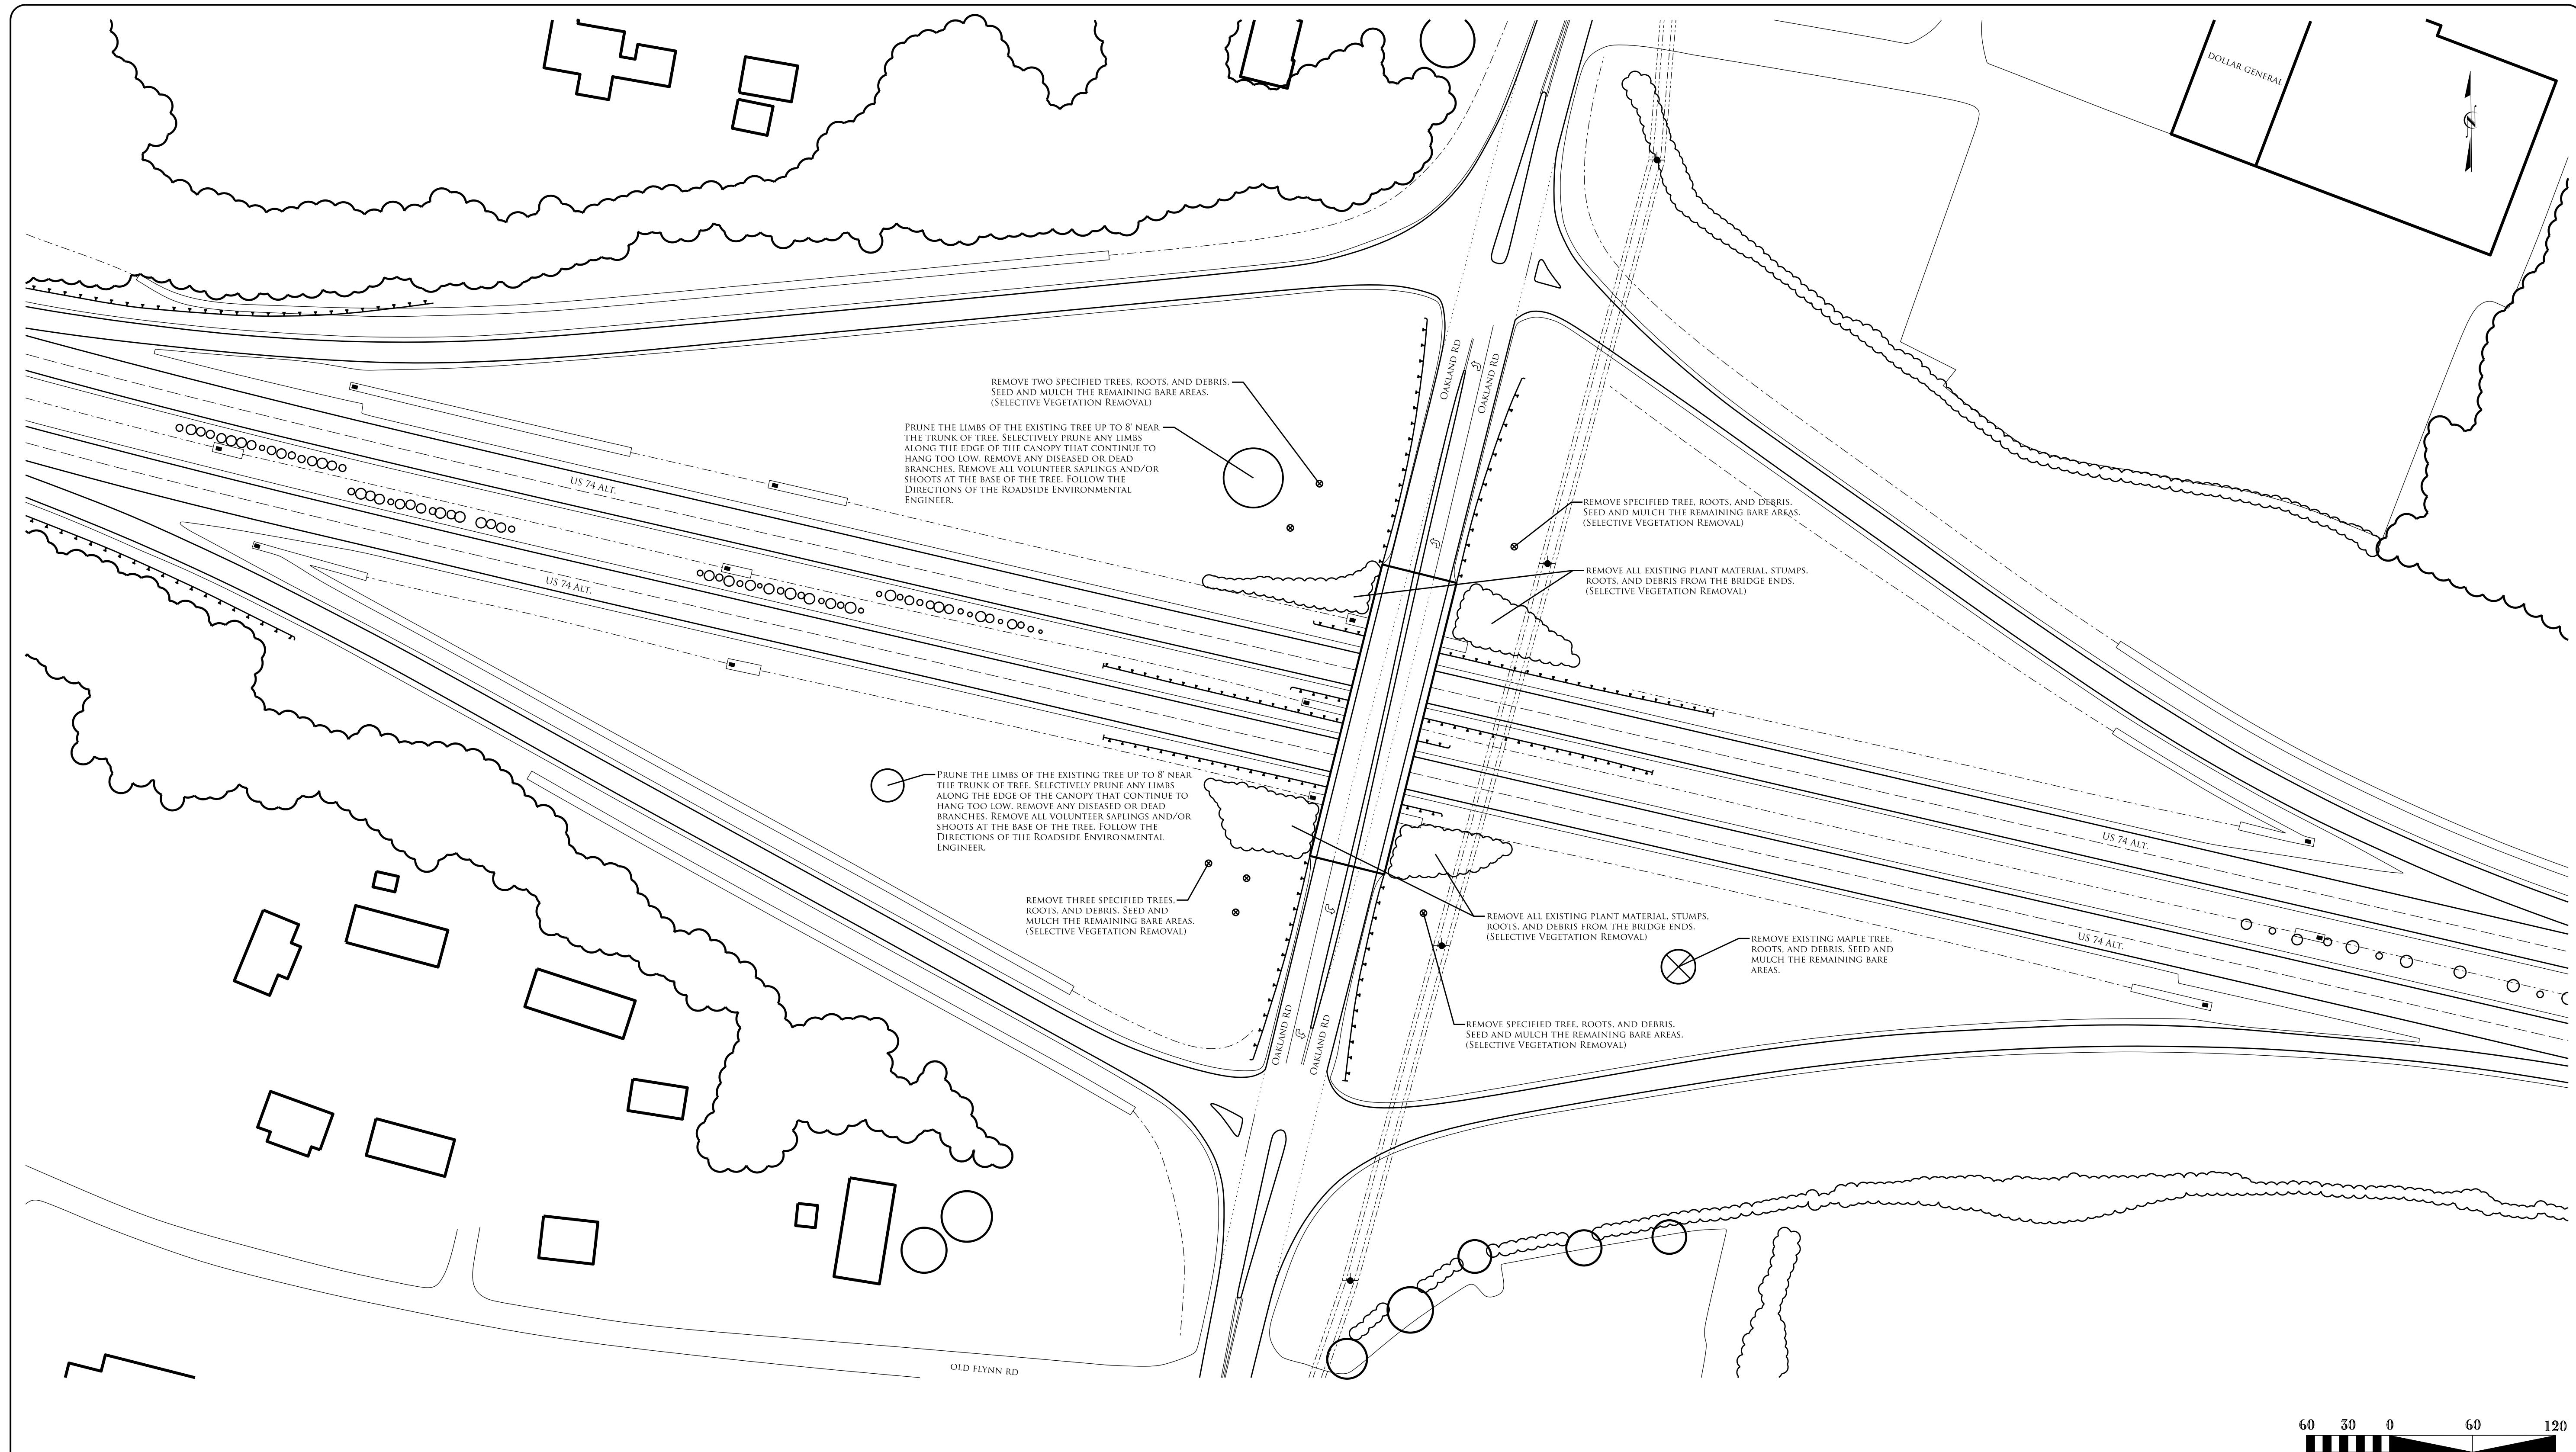 DOLLAR GENERAL
OAKLAND RD
OAKLAND RD
REMOVE TWO SPECIFIED TREES, ROOTS, AND DEBRIS.
SEED AND MULCH THE REMAINING BARE AREAS.
(SELECTIVE VEGETATION REMOVAL)
PRUNE THE LIMBS OF THE EXISTING TREE UP TO 8' NEAR
THE TRUNK OF TREE. SELECTIVELY PRUNE ANY LIMBS
ALONG THE EDGE OF THE CANOPY THAT CONTINUE TO
HANG TOO LOW. REMOVE ANY DISEASED OR DEAD
BRANCHES. REMOVE ALL VOLUNTEER SAPLINGS AND/OR
SHOOTS AT THE BASE OF THE TREE. FOLLOW THE
DIRECTIONS OF THE ROADSIDE ENVIRONMENTAL
ENGINEER.
US 74 ALT.
REMOVE SPECIFIED TREE, ROOTS, AND DEBRIS.
SEED AND MULCH THE REMAINING BARE AREAS.
(SELECTIVE VEGETATION REMOVAL)
US 74 ALT.
REMOVE ALL EXISTING PLANT MATERIAL, STUMPS,
ROOTS, AND DEBRIS FROM THE BRIDGE ENDS.
(SELECTIVE VEGETATION REMOVAL)
PRUNE THE LIMBS OF THE EXISTING TREE UP TO 8' NEAR
THE TRUNK OF TREE. SELECTIVELY PRUNE ANY LIMBS
ALONG THE EDGE OF THE CANOPY THAT CONTINUE TO
HANG TOO LOW. REMOVE ANY DISEASED OR DEAD
BRANCHES. REMOVE ALL VOLUNTEER SAPLINGS AND/OR
SHOOTS AT THE BASE OF THE TREE. FOLLOW THE
DIRECTIONS OF THE ROADSIDE ENVIRONMENTAL
ENGINEER.
US 74 ALT.
REMOVE THREE SPECIFIED TREES,
ROOTS, AND DEBRIS. SEED AND
MULCH THE REMAINING BARE AREAS.
(SELECTIVE VEGETATION REMOVAL)
REMOVE ALL EXISTING PLANT MATERIAL, STUMPS,
ROOTS, AND DEBRIS FROM THE BRIDGE ENDS.
(SELECTIVE VEGETATION REMOVAL)
REMOVE EXISTING MAPLE TREE,
ROOTS, AND DEBRIS. SEED AND
MULCH THE REMAINING BARE
AREAS.
US 74 ALT.
REMOVE SPECIFIED TREE, ROOTS, AND DEBRIS.
SEED AND MULCH THE REMAINING BARE AREAS.
(SELECTIVE VEGETATION REMOVAL)
OAKLAND RD
OAKLAND RD
OLD FLYNN RD
60 30 0 60 120